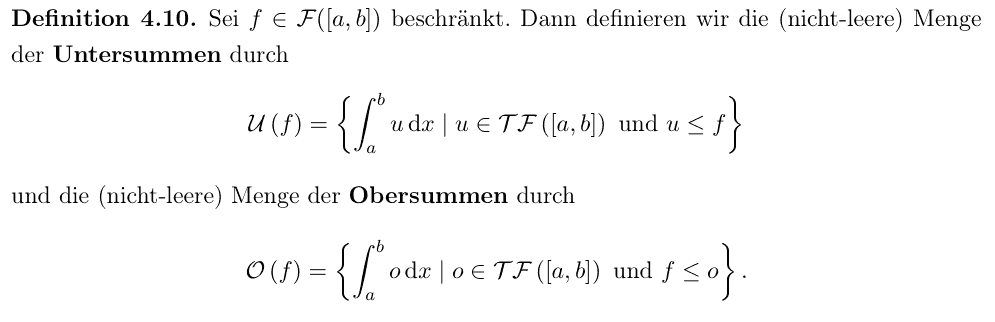 Definition 4.10. Sei f ∈ ℱ([a, b]) beschränkt. Dann definieren wir die (nicht-leere) Menge
der Untersummen durch
𝒰(f) = { ∫_a^b u dx | u ∈ 𝒯ℱ([a, b]) und u ≤ f }
und die (nicht-leere) Menge der Obersummen durch
𝒪(f) = { ∫_a^b o dx | o ∈ 𝒯ℱ([a, b]) und f ≤ o } .